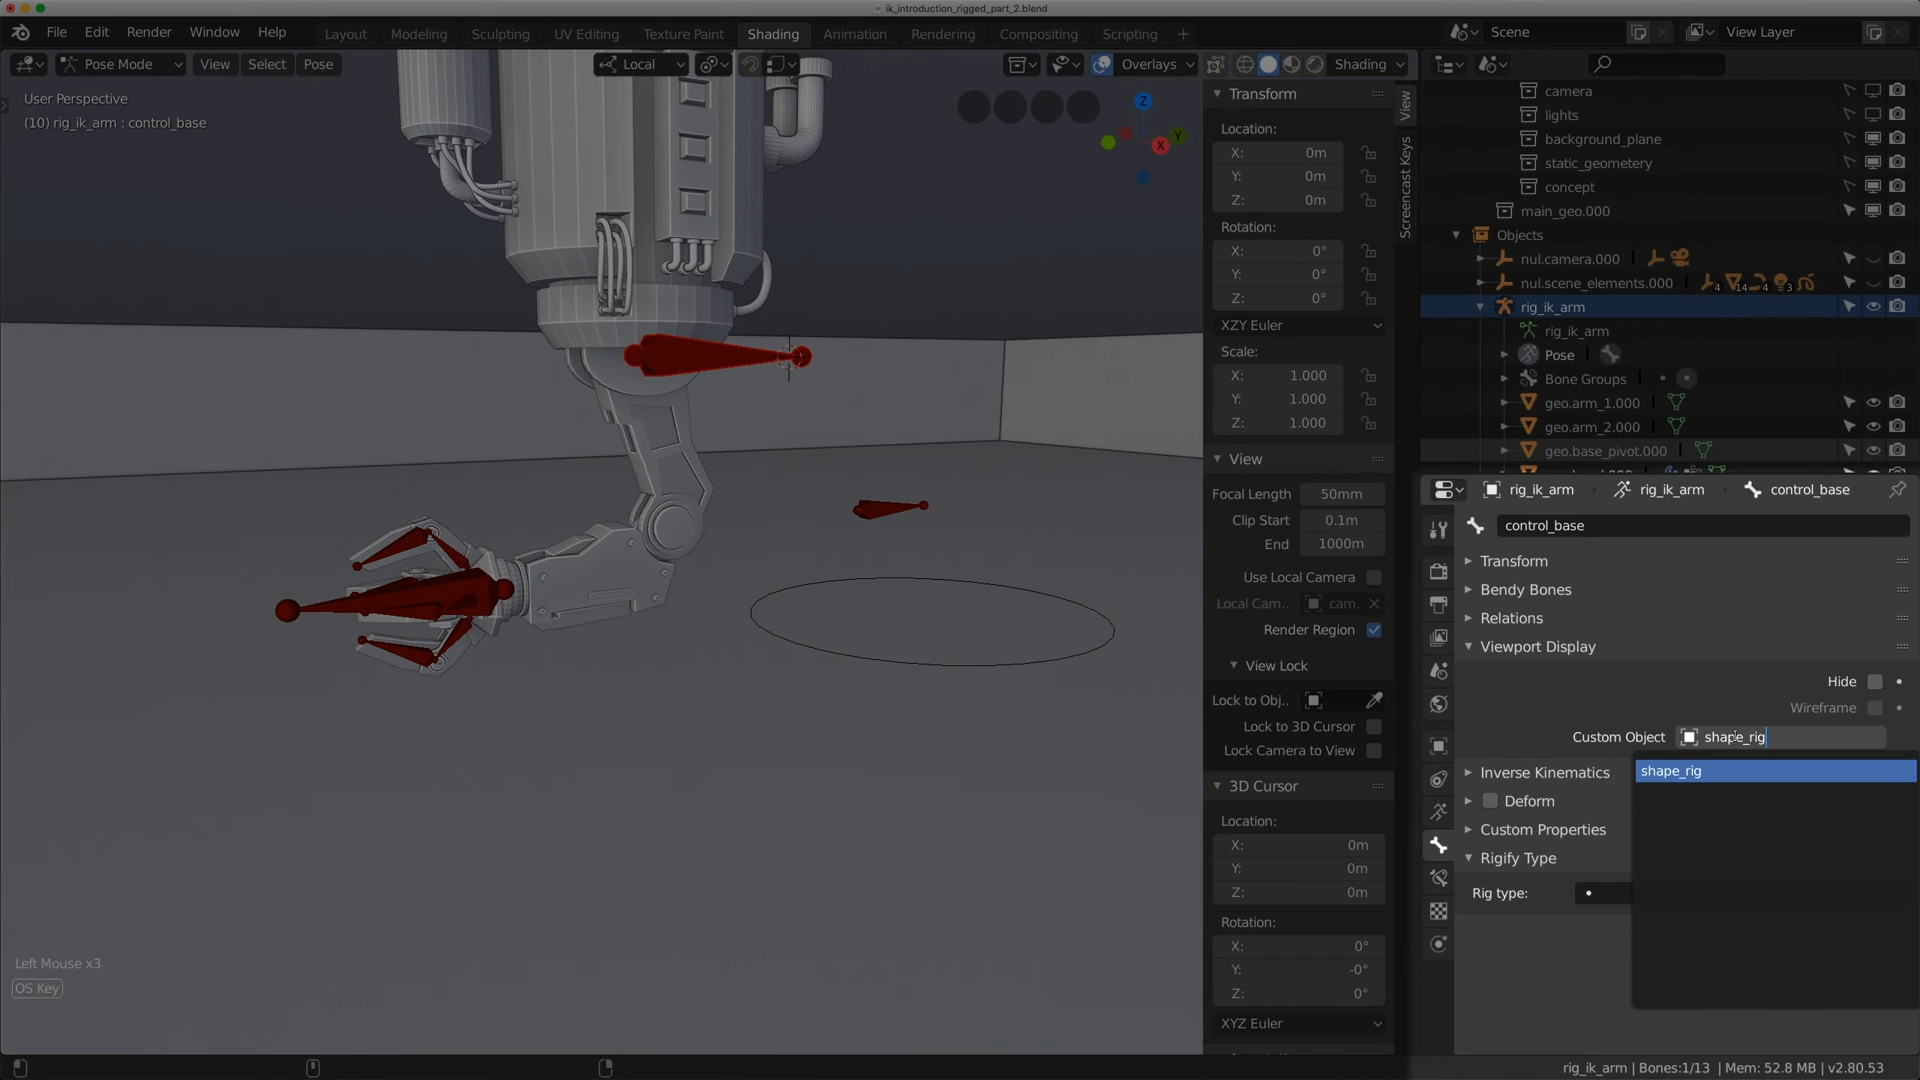 ik_introduction_rigged_part_2.blend
File Edit Render Window Help
Layout Modeling Sculpting UV Editing Texture Paint Shading Animation Rendering Compositing Scripting
Scene
View Layer
Pose Mode View Select Pose
Local
Overlays
Shading
User Perspective
(10) rig_ik_arm : control_base
Z
Y
X
Left Mouse x3
OS Key
View
Screencast Keys
Transform
Location:
X: 0m
Y: 0m
Z: 0m
Rotation:
X: 0°
Y: 0°
Z: 0°
XZY Euler
Scale:
X: 1.000
Y: 1.000
Z: 1.000
View
Focal Length 50mm
Clip Start 0.1m
End 1000m
Use Local Camera
Local Cam.. cam.
Render Region
View Lock
Lock to Obj..
Lock to 3D Cursor
Lock Camera to View
3D Cursor
Location:
X: 0m
Y: 0m
Z: 0m
Rotation:
X: 0°
Y: -0°
Z: 0°
XYZ Euler
camera
lights
background_plane
static_geometery
concept
main_geo.000
Objects
nul.camera.000
nul.scene_elements.000 4 14 4 3
rig_ik_arm
rig_ik_arm
Pose
Bone Groups
geo.arm_1.000
geo.arm_2.000
geo.base_pivot.000
rig_ik_arm rig_ik_arm control_base
control_base
Transform
Bendy Bones
Relations
Viewport Display
Hide
Wireframe
Custom Object shape_rig
shape_rig
Inverse Kinematics
Deform
Custom Properties
Rigify Type
Rig type:
rig_ik_arm | Bones:1/13 | Mem: 52.8 MB | v2.80.53